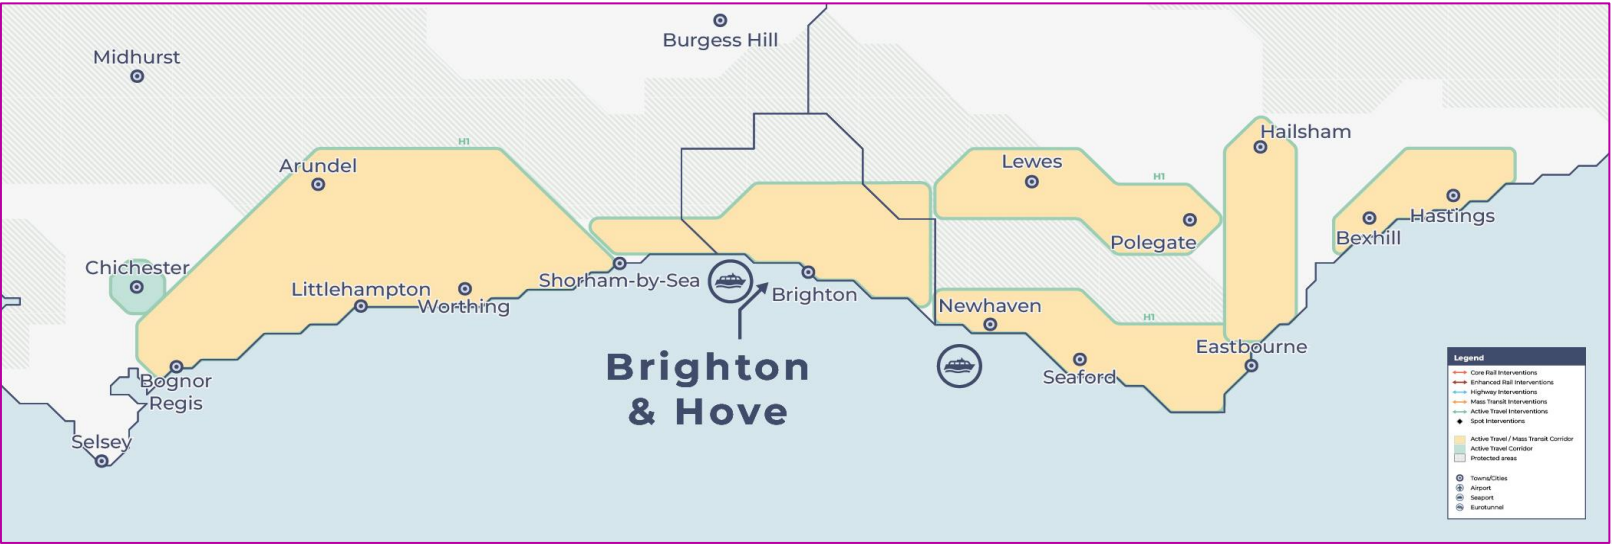 Burgess Hill
Midhurst
Hailsham
H1
Arundel
Lewes
H1
Hastings
Polegate
Bexhill
Chichester
Shorham-by-Sea
Littlehampton
Worthing
Brighton
Newhaven
H1
Eastbourne
Bognor
Regis
Seaford
Brighton
& Hove
Selsey
Legend
Core Rail Interventions
Enhanced Rail Interventions
Highway Interventions
Mass Transit Interventions
Active Travel Interventions
Spot Interventions
Active Travel / Mass Transit Corridor
Active Travel Corridor
Protected areas
Towns/Cities
Airport
Seaport
Eurotunnel